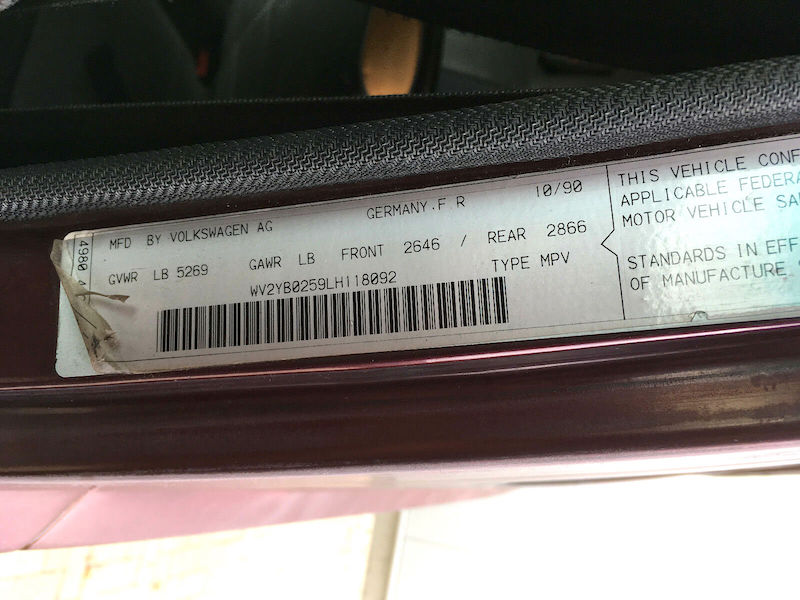 MFD BY VOLKSWAGEN AG GERMANY.F R 10/90
GVWR LB 5269 GAWR LB FRONT 2646 / REAR 2866
WV2YB0259LH118092 TYPE MPV
THIS VEHICLE CONF
APPLICABLE FEDERA
MOTOR VEHICLE SA
STANDARDS IN EFF
OF MANUFACTURE
4980